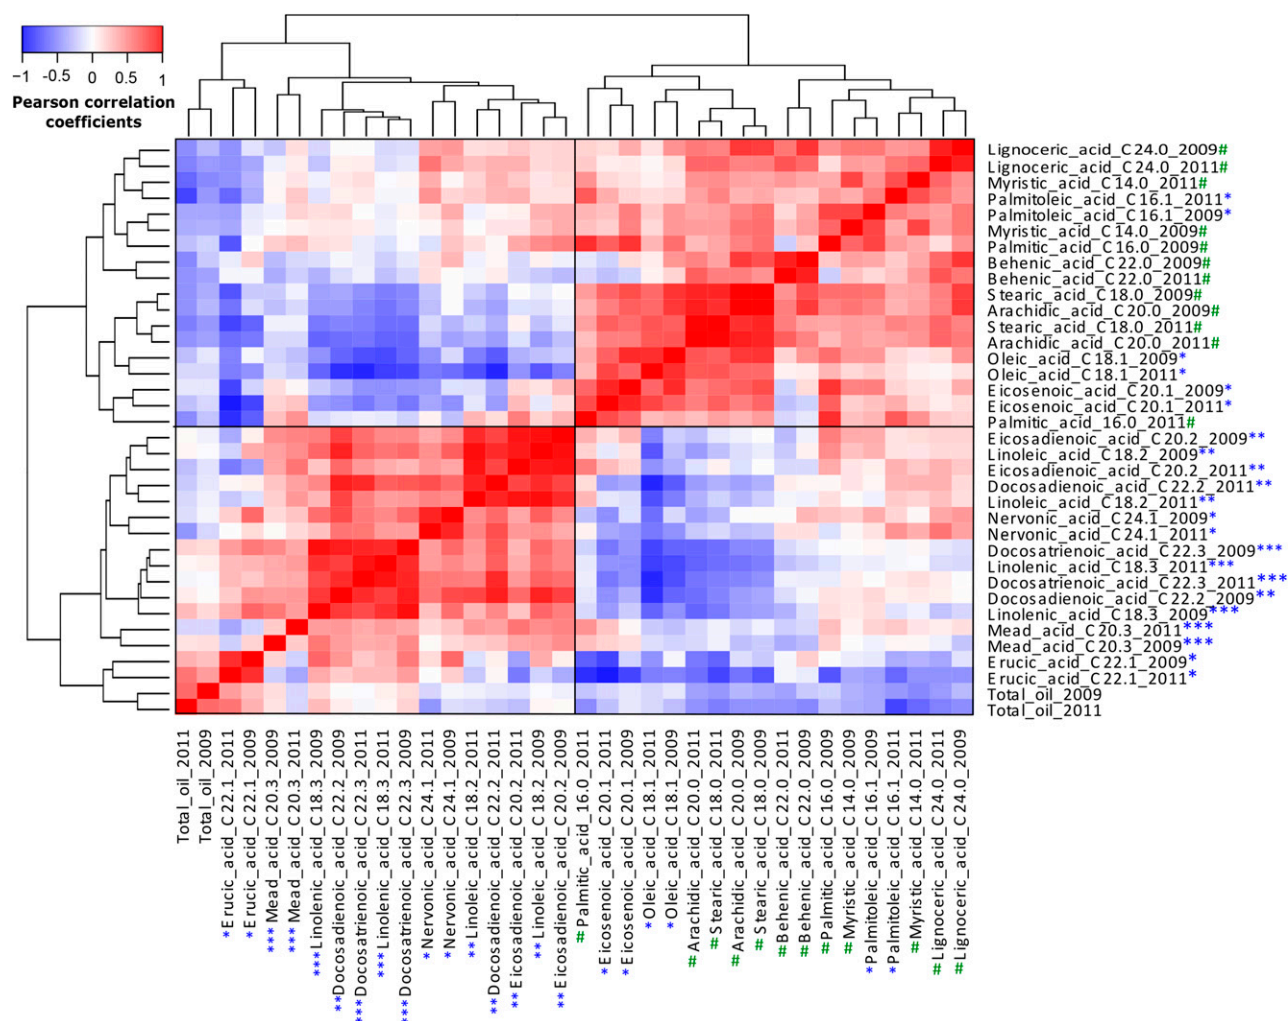 −1 -0.5 0 0.5 1
Pearson correlation
coefficients
Lignoceric_acid_C24.0_2009#
Lignoceric_acid_C24.0_2011#
Myristic_acid_C14.0_2011#
Palmitoleic_acid_C16.1_2011*
Palmitoleic_acid_C16.1_2009*
Myristic_acid_C14.0_2009#
Palmitic_acid_C16.0_2009#
Behenic_acid_C22.0_2009#
Behenic_acid_C22.0_2011#
Stearic_acid_C18.0_2009#
Arachidic_acid_C20.0_2009#
Stearic_acid_C18.0_2011#
Arachidic_acid_C20.0_2011#
Oleic_acid_C18.1_2009*
Oleic_acid_C18.1_2011*
Eicosenoic_acid_C20.1_2009*
Eicosenoic_acid_C20.1_2011*
Palmitic_acid_16.0_2011#
Eicosadienoic_acid_C20.2_2009**
Linoleic_acid_C18.2_2009**
Eicosadienoic_acid_C20.2_2011**
Docosadienoic_acid_C22.2_2011**
Linoleic_acid_C18.2_2011**
Nervonic_acid_C24.1_2009*
Nervonic_acid_C24.1_2011*
Docosatrienoic_acid_C22.3_2009***
Linolenic_acid_C18.3_2011***
Docosatrienoic_acid_C22.3_2011***
Docosadienoic_acid_C22.2_2009**
Linolenic_acid_C18.3_2009***
Mead_acid_C20.3_2011***
Mead_acid_C20.3_2009***
Erucic_acid_C22.1_2009*
Erucic_acid_C22.1_2011*
Total_oil_2009
Total_oil_2011
Total_oil_2011
Total_oil_2009
*Erucic_acid_C22.1_2011
*Erucic_acid_C22.1_2009
***Mead_acid_C20.3_2009
***Mead_acid_C20.3_2011
***Linolenic_acid_C18.3_2009
**Docosadienoic_acid_C22.2_2009
***Docosatrienoic_acid_C22.3_2011
***Linolenic_acid_C18.3_2011
***Docosatrienoic_acid_C22.3_2009
*Nervonic_acid_C24.1_2011
*Nervonic_acid_C24.1_2009
**Linoleic_acid_C18.2_2011
**Docosadienoic_acid_C22.2_2011
**Eicosadienoic_acid_C20.2_2011
**Linoleic_acid_C18.2_2009
**Eicosadienoic_acid_C20.2_2009
#Palmitic_acid_16.0_2011
*Eicosenoic_acid_C20.1_2011
*Eicosenoic_acid_C20.1_2009
*Oleic_acid_C18.1_2011
*Oleic_acid_C18.1_2009
#Arachidic_acid_C20.0_2011
#Stearic_acid_C18.0_2011
#Arachidic_acid_C20.0_2009
#Stearic_acid_C18.0_2009
#Behenic_acid_C22.0_2011
#Behenic_acid_C22.0_2009
#Palmitic_acid_C16.0_2009
#Myristic_acid_C14.0_2009
*Palmitoleic_acid_C16.1_2009
*Palmitoleic_acid_C16.1_2011
#Myristic_acid_C14.0_2011
#Lignoceric_acid_C24.0_2011
#Lignoceric_acid_C24.0_2009